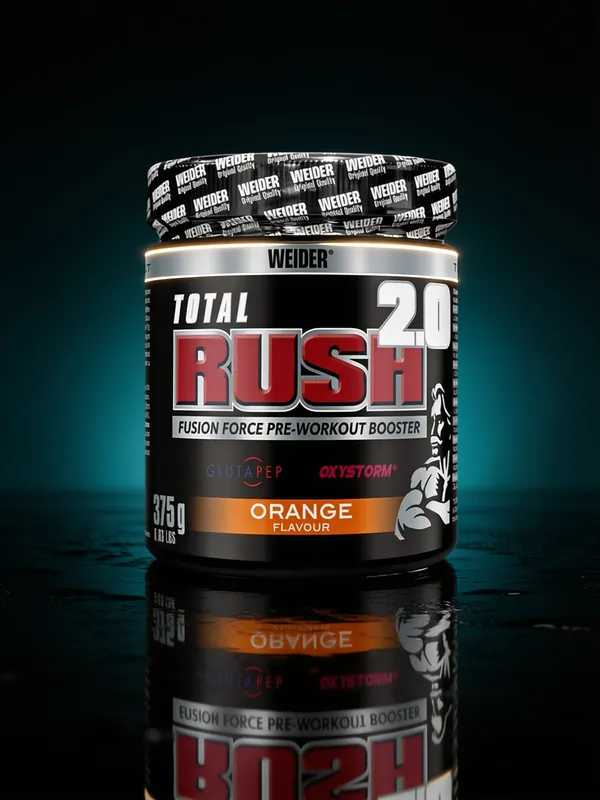 WEIDER
Original Quality
WEIDER®
TOTAL
RUSH
2.0
FUSION FORCE PRE-WORKOUT BOOSTER
GLUTAPEP
OXYSTORM®
ORANGE
FLAVOUR
375g
0.83 LBS